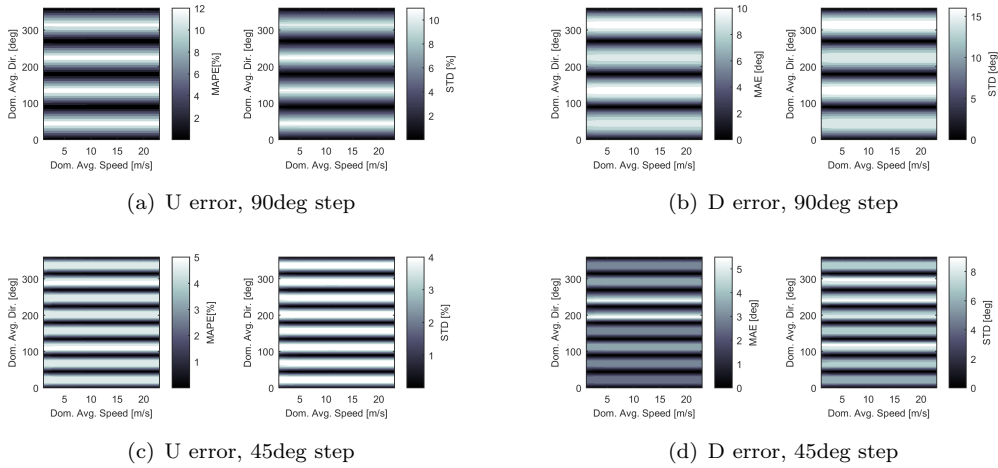 Dom. Avg. Dir. [deg]
300
200
100
0
5 10 15 20
Dom. Avg. Speed [m/s]
12
10
8
6
4
2
MAPE[%]
Dom. Avg. Dir. [deg]
300
200
100
0
5 10 15 20
Dom. Avg. Speed [m/s]
10
8
6
4
2
STD [%]
(a) U error, 90deg step
Dom. Avg. Dir. [deg]
300
200
100
0
5 10 15 20
Dom. Avg. Speed [m/s]
10
8
6
4
2
0
MAE [deg]
Dom. Avg. Dir. [deg]
300
200
100
0
5 10 15 20
Dom. Avg. Speed [m/s]
15
10
5
0
STD [deg]
(b) D error, 90deg step
Dom. Avg. Dir. [deg]
300
200
100
0
5 10 15 20
Dom. Avg. Speed [m/s]
5
4
3
2
1
MAPE[%]
Dom. Avg. Dir. [deg]
300
200
100
0
5 10 15 20
Dom. Avg. Speed [m/s]
4
3
2
1
STD [%]
(c) U error, 45deg step
Dom. Avg. Dir. [deg]
300
200
100
0
5 10 15 20
Dom. Avg. Speed [m/s]
5
4
3
2
1
0
MAE [deg]
Dom. Avg. Dir. [deg]
300
200
100
0
5 10 15 20
Dom. Avg. Speed [m/s]
8
6
4
2
0
STD [deg]
(d) D error, 45deg step